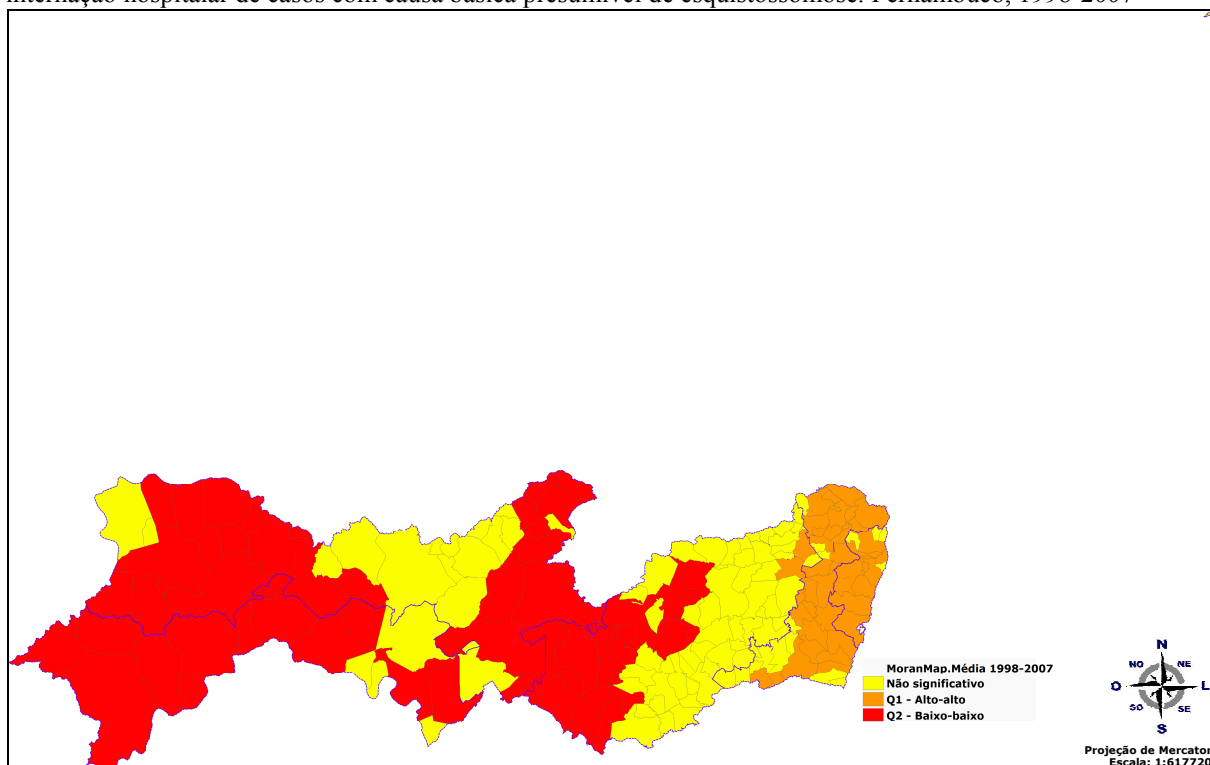 internação hospitalar de casos com causa básica presumível de esquistossomose. Pernambuco, 1998-2007
MoranMap.Média 1998-2007
Não significativo
Q1 - Alto-alto
Q2 - Baixo-baixo
N
NO NE
O L
SO SE
S
Projeção de Mercator
Escala: 1:617720